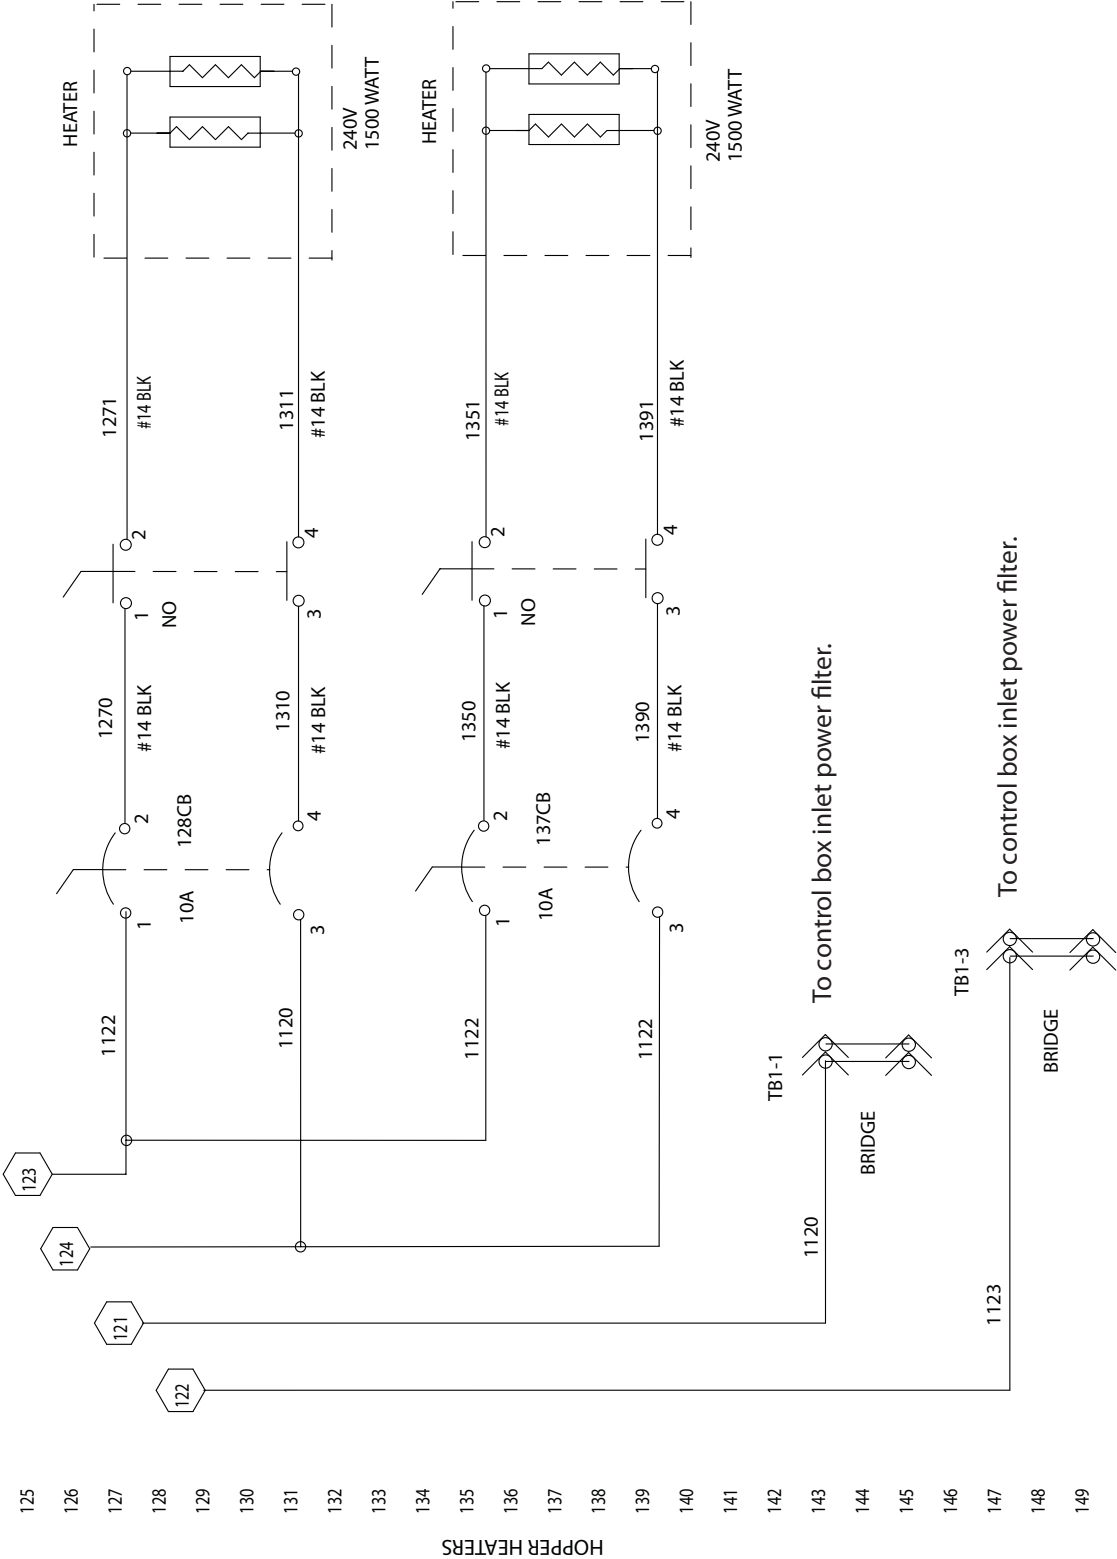 HOPPER HEATERS
125
126
127
128
129
130
131
132
133
134
135
136
137
138
139
140
141
142
143
144
145
146
147
148
149
123
124
121
122
1122
1
10A
128CB
2
1270
#14 BLK
1
NO
2
1271
#14 BLK
HEATER
1120
3
4
1310
#14 BLK
3
4
1311
#14 BLK
240V
1500 WATT
1122
1
10A
137CB
2
1350
#14 BLK
1
NO
2
1351
#14 BLK
HEATER
1122
3
4
1390
#14 BLK
3
4
1391
#14 BLK
240V
1500 WATT
1120
TB1-1
BRIDGE
To control box inlet power filter.
1123
TB1-3
BRIDGE
To control box inlet power filter.